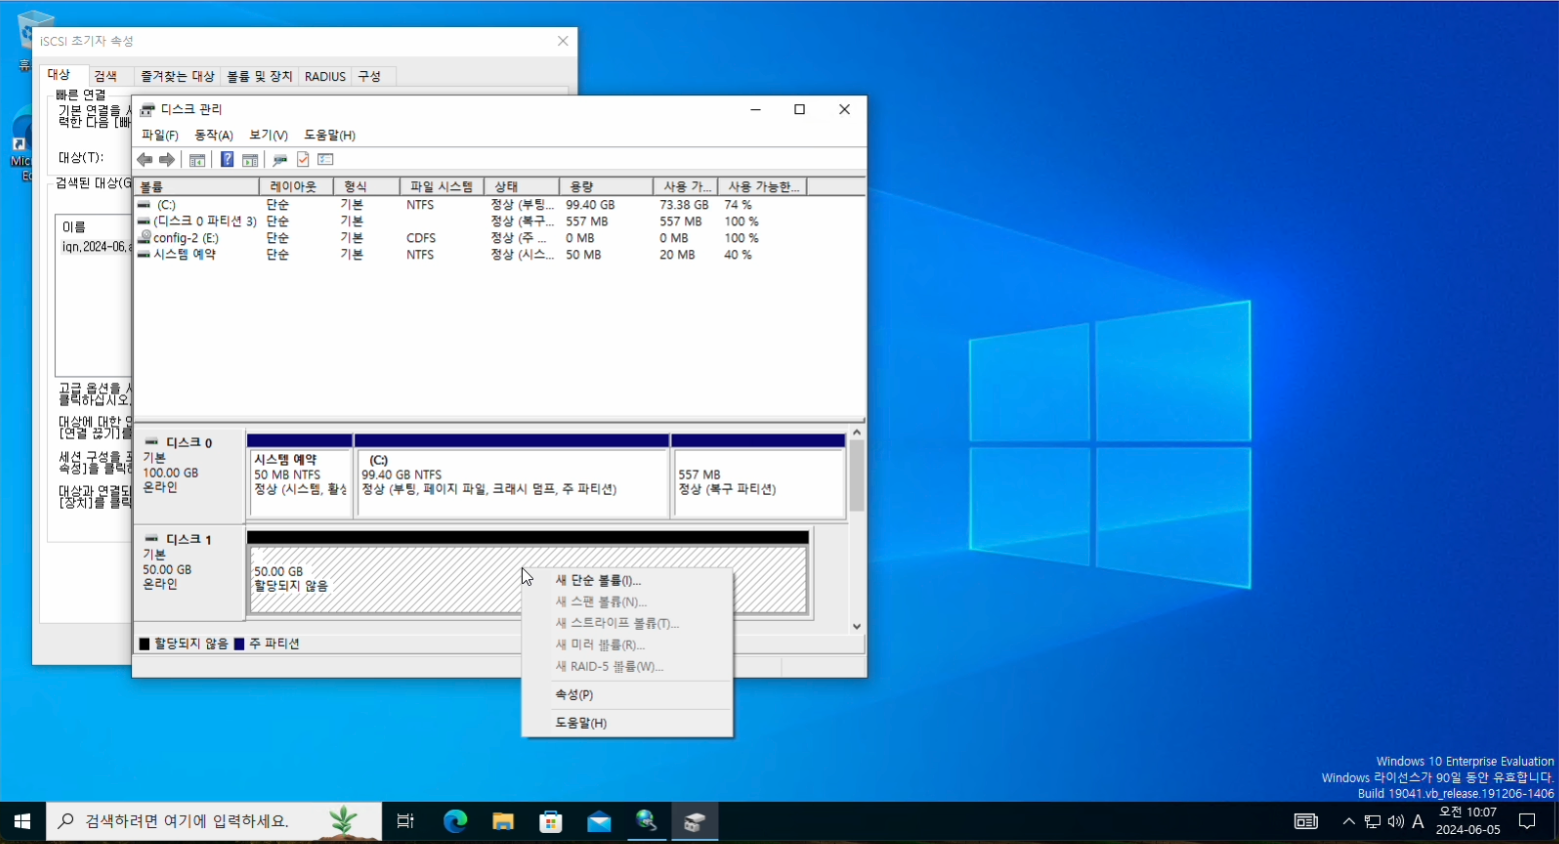 iSCSI 초기자 속성
대상 검색 즐겨찾는 대상 볼륨 및 장치 RADIUS 구성
빠른 연결
기본 연결을
력한 다음
대상(T):
검색된 대상(G
이름
iqn.2024-06.
고급 옵션을
클릭하십시오.
대상에 대한
[연결 끊기]를
세션 구성을
속성]을 클릭
대상과 연결되
[장치]를 클릭
디스크 관리
파일(F) 동작(A) 보기(V) 도움말(H)
볼륨 레이아웃 형식 파일 시스템 상태 용량 사용 가... 사용 가능한...
(C:) 단순 기본 NTFS 정상 (부팅... 99.40 GB 73.38 GB 74 %
(디스크 0 파티션 3) 단순 기본 정상 (복구... 557 MB 557 MB 100 %
config-2 (E:) 단순 기본 CDFS 정상 (주 ... 0 MB 0 MB 100 %
시스템 예약 단순 기본 NTFS 정상 (시스... 50 MB 20 MB 40 %
디스크 0
기본
100.00 GB
온라인
시스템 예약
50 MB NTFS
정상 (시스템, 활성
(C:)
99.40 GB NTFS
정상 (부팅, 페이지 파일, 크래시 덤프, 주 파티션)
557 MB
정상 (복구 파티션)
디스크 1
기본
50.00 GB
온라인
50.00 GB
할당되지 않음
할당되지 않음 주 파티션
새 단순 볼륨(I)...
새 스팬 볼륨(N)...
새 스트라이프 볼륨(T)...
새 미러 볼륨(R)...
새 RAID-5 볼륨(W)...
속성(P)
도움말(H)
Windows 10 Enterprise Evaluation
Windows 라이선스가 90일 동안 유효합니다.
Build 19041.vb_release.191206-1406
검색하려면 여기에 입력하세요.
A
오전 10:07
2024-06-05